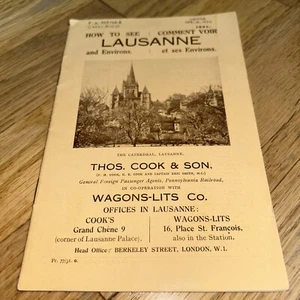 HOW TO SEE COMMENT VOIR
LAUSANNE
and Environs. et ses Environs.
THE CATHEDRAL, LAUSANNE.
THOS. COOK & SON,
General Foreign Passenger Agents, Pennsylvania Railroad,
IN CO-OPERATION WITH
WAGONS-LITS CO.
OFFICES IN LAUSANNE:
COOK'S WAGONS-LITS
Grand Chêne 9 16, Place St. François,
(corner of Lausanne Palace). also in the Station.
Head Office: BERKELEY STREET, LONDON, W.1.